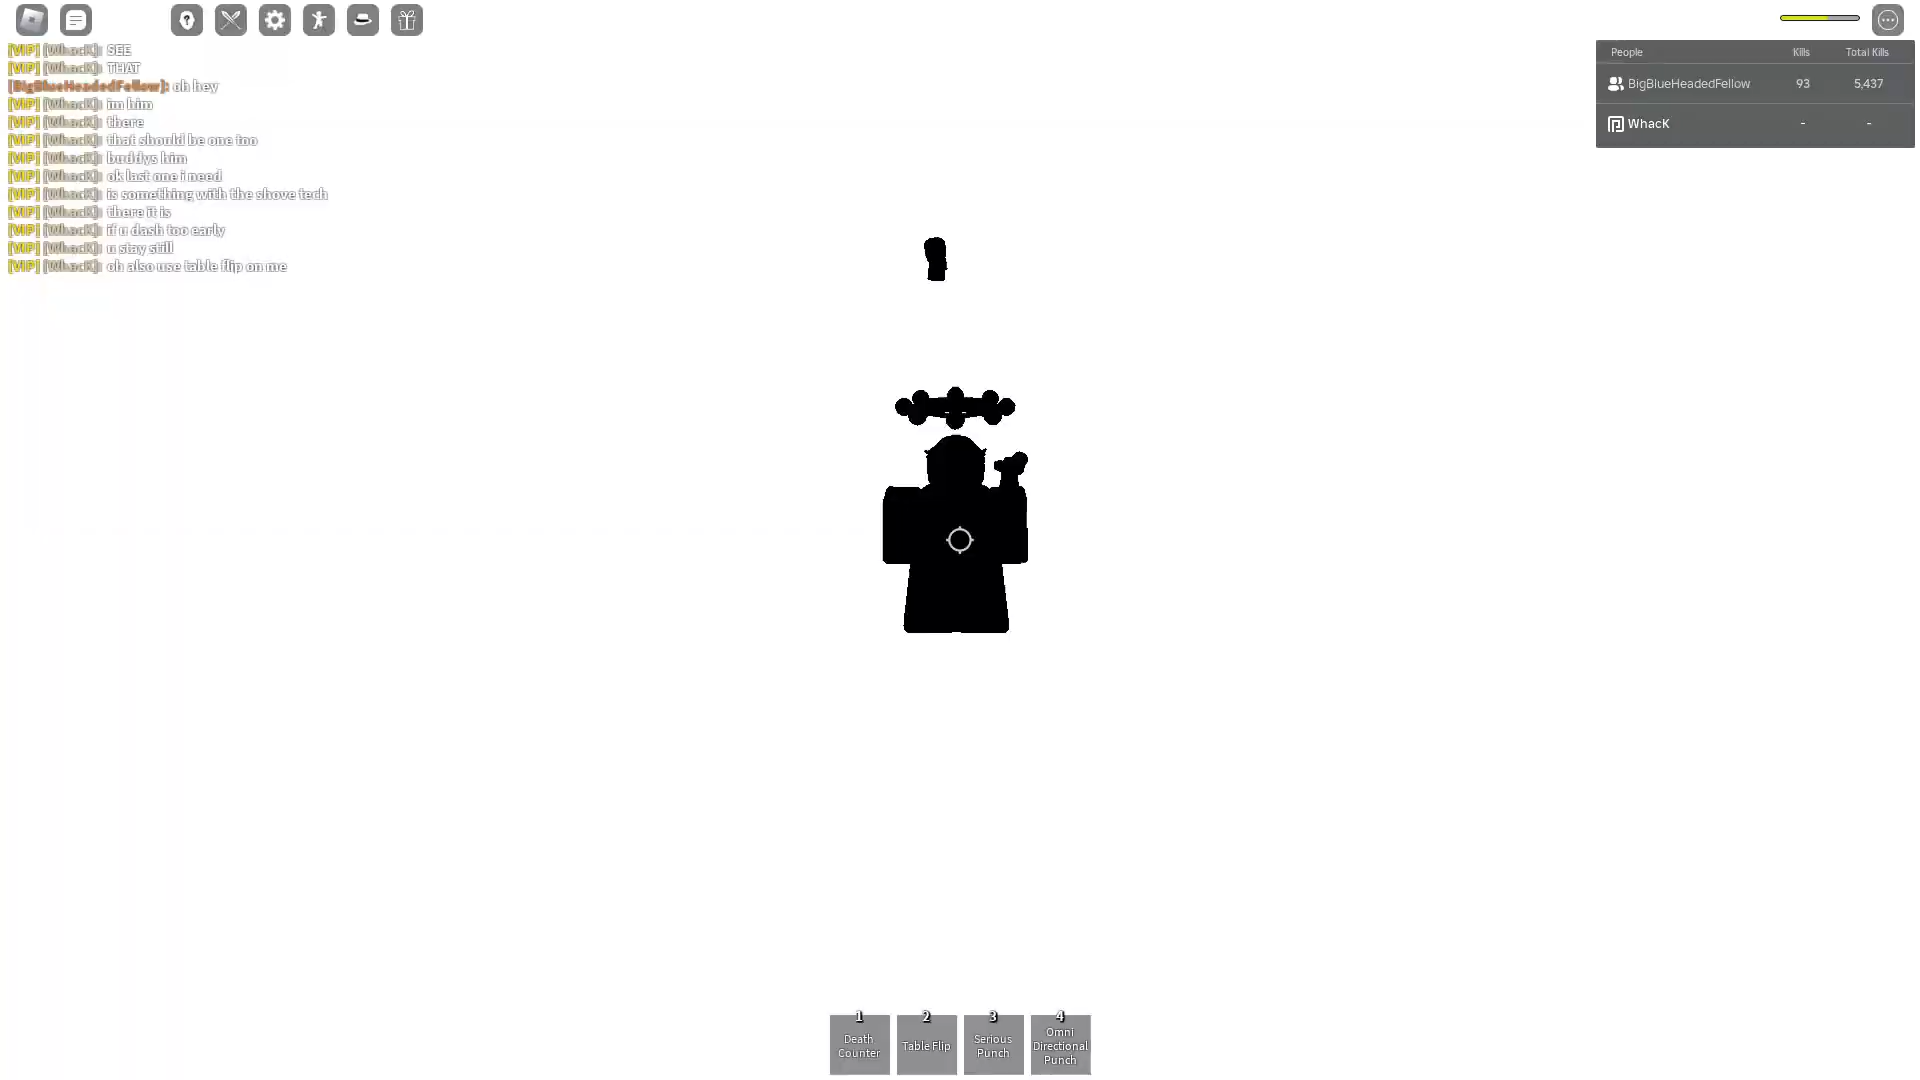 [VIP] [WhacK]: SEE
[VIP] [WhacK]: THAT
[BigBlueHeadedFellow]: oh hey
[VIP] [WhacK]: im him
[VIP] [WhacK]: there
[VIP] [WhacK]: that should be one too
[VIP] [WhacK]: buddys him
[VIP] [WhacK]: ok last one i need
[VIP] [WhacK]: is something with the shove tech
[VIP] [WhacK]: there it is
[VIP] [WhacK]: if u dash too early
[VIP] [WhacK]: u stay still
[VIP] [WhacK]: oh also use table flip on me
People Kills Total Kills
BigBlueHeadedFellow 93 5,437
WhacK - -
1 2 3 4
Death Counter
Table Flip
Serious Punch
Omni Directional Punch